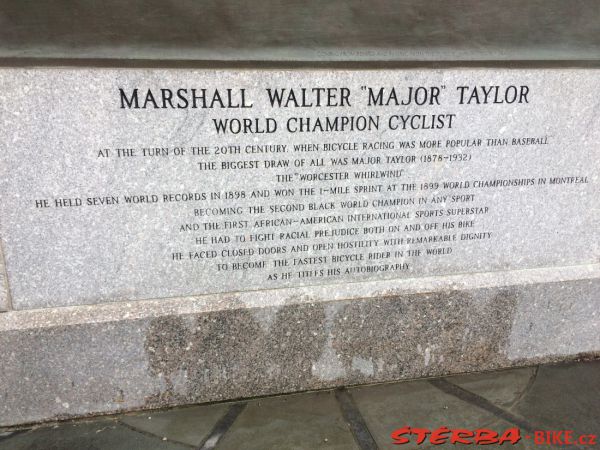 MARSHALL WALTER "MAJOR" TAYLOR
WORLD CHAMPION CYCLIST
AT THE TURN OF THE 20TH CENTURY, WHEN BICYCLE RACING WAS MORE POPULAR THAN BASEBALL
THE BIGGEST DRAW OF ALL WAS MAJOR TAYLOR (1878-1932)
THE "WORCESTER WHIRLWIND"
HE HELD SEVEN WORLD RECORDS IN 1898 AND WON THE 1-MILE SPRINT AT THE 1899 WORLD CHAMPIONSHIPS IN MONTREAL
BECOMING THE SECOND BLACK WORLD CHAMPION IN ANY SPORT
AND THE FIRST AFRICAN-AMERICAN INTERNATIONAL SPORTS SUPERSTAR
HE HAD TO FIGHT RACIAL PREJUDICE BOTH ON AND OFF HIS BIKE
HE FACED CLOSED DOORS AND OPEN HOSTILITY WITH REMARKABLE DIGNITY
TO BECOME THE FASTEST BICYCLE RIDER IN THE WORLD
AS HE TITLES HIS AUTOBIOGRAPHY
ŠTĚRBA-BIKE.cz